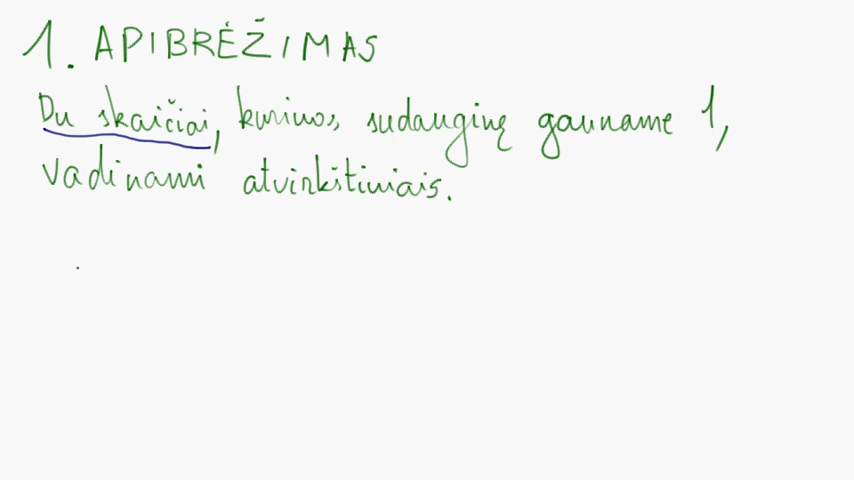 1. APIBRĖŽIMAS
Du skaičiai, kuriuos sudauginę gauname 1,
vadinami atvirkštiniais.